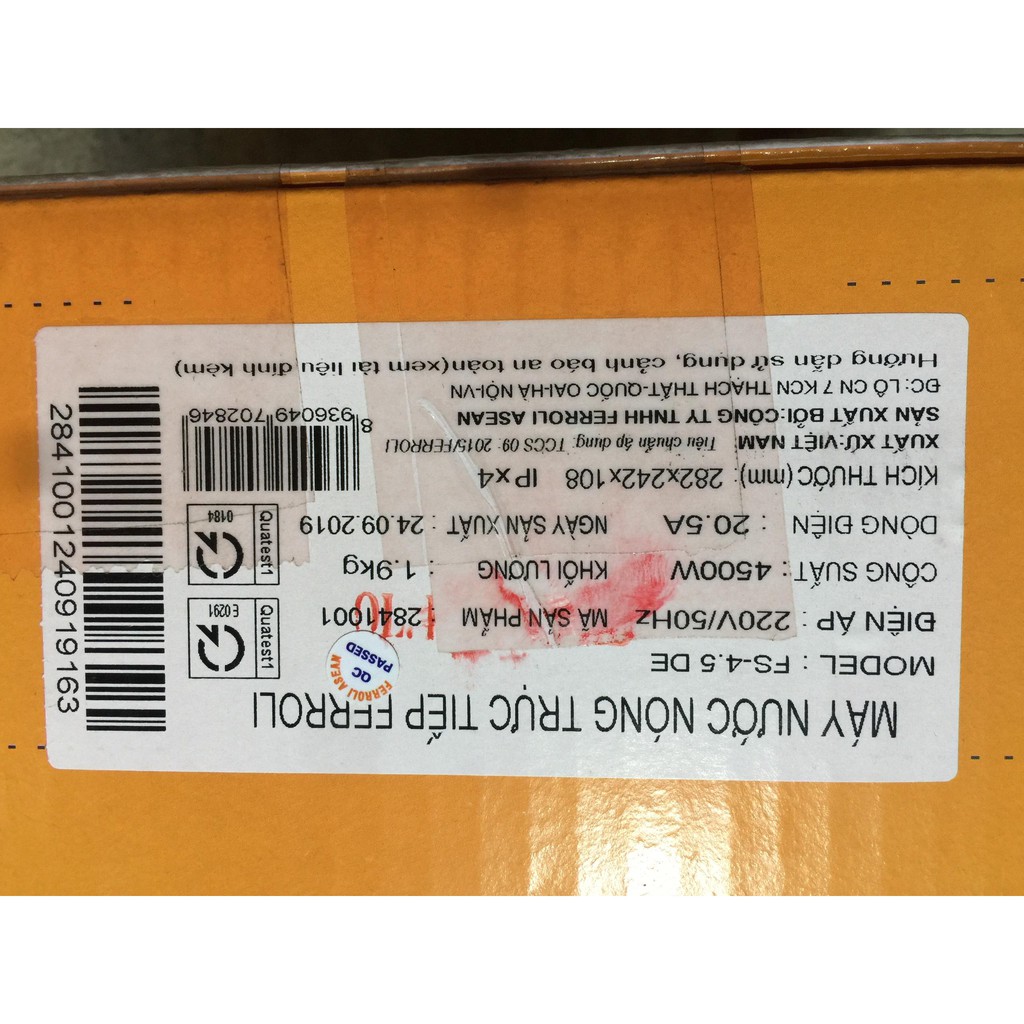 MÁY NƯỚC NÓNG TRỰC TIẾP FERROLI
MODEL : FS-4.5 DE
ĐIỆN ÁP : 220V/50Hz MÃ SẢN PHẨM : 2841001
CÔNG SUẤT : 4500W KHỐI LƯỢNG : 1.9kg
DÒNG ĐIỆN : 20.5A NGÀY SẢN XUẤT : 24.09.2019
KÍCH THƯỚC (mm) : 282x242x108 IPx4
XUẤT XỨ:VIỆT NAM Tiêu chuẩn áp dụng: TCCS 09: 2015/FERROLI
SẢN XUẤT BỞI:CÔNG TY TNHH FERROLI ASEAN
ĐC:LÔ CN 7 KCN THẠCH THẤT-QUỐC OAI-HÀ NỘI-VN
Hướng dẫn sử dụng, cảnh báo an toàn(xem tài liệu đính kèm)
FERROLI ASEAN
QC
PASSED
Quatest1
E0291
Quatest1
0184
8 936049 702846
2841001240919163